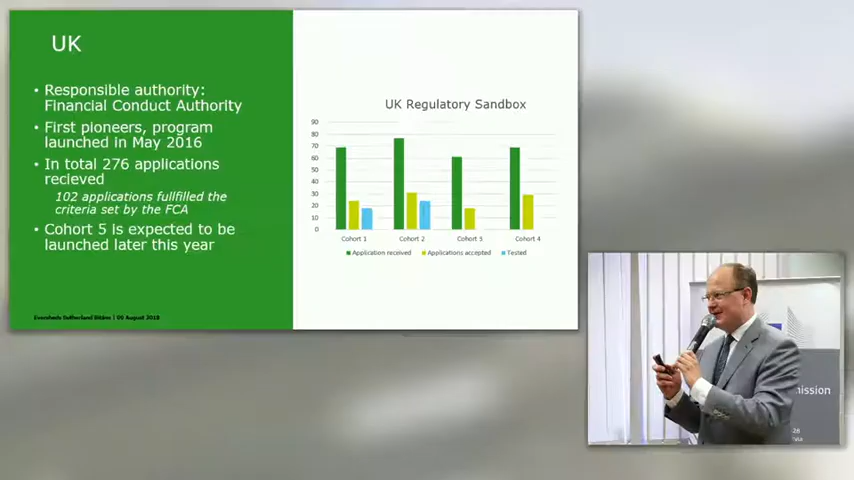 UK
• Responsible authority:
Financial Conduct Authority
• First pioneers, program
launched in May 2016
• In total 276 applications
recieved
102 applications fullfilled the
criteria set by the FCA
• Cohort 5 is expected to be
launched later this year
UK Regulatory Sandbox
90
80
70
60
50
40
30
20
10
0
Cohort 1 Cohort 2 Cohort 3 Cohort 4
Application received Applications accepted Tested
mission